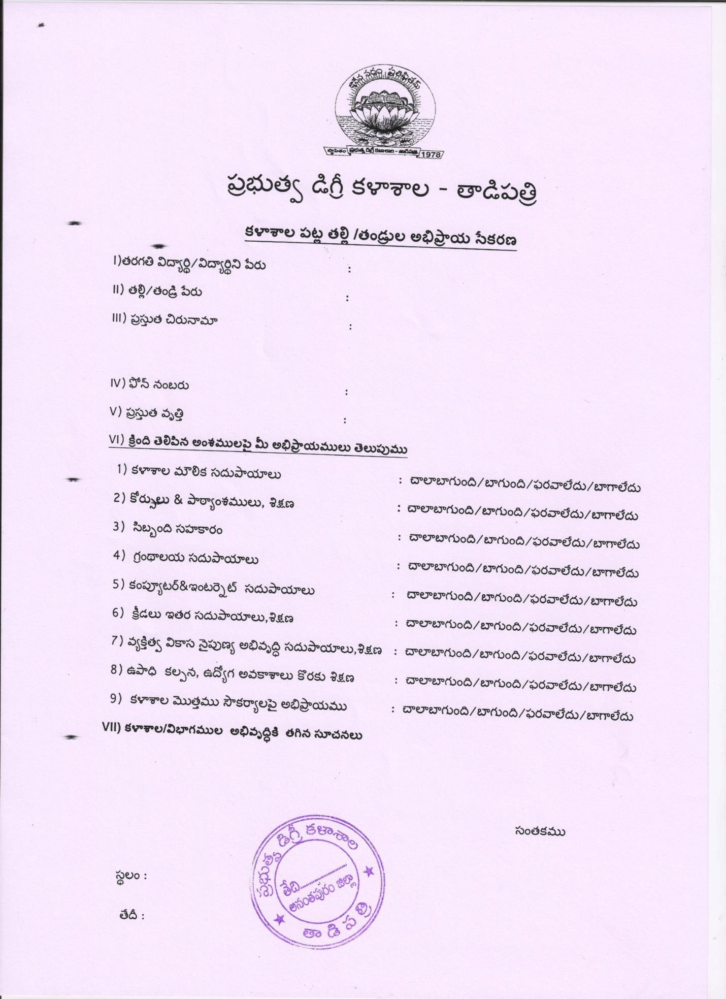 జ్ఞానేన సర్వం ప్రతిష్ఠితమ్
స్థాపితం ప్రభుత్వ డిగ్రీ కళాశాల - తాడిపత్రి 1978
ప్రభుత్వ డిగ్రీ కళాశాల - తాడిపత్రి
కళాశాల పట్ల తల్లి /తండ్రుల అభిప్రాయ సేకరణ
I)తరగతి విద్యార్థి/విద్యార్థిని పేరు :
II) తల్లి/తండ్రి పేరు :
III) ప్రస్తుత చిరునామా :
IV) ఫోన్ నంబరు :
V) ప్రస్తుత వృత్తి :
VI) క్రింది తెలిపిన అంశములపై మీ అభిప్రాయములు తెలుపుము
1) కళాశాల మౌలిక సదుపాయాలు : చాలాబాగుంది/బాగుంది/ఫరవాలేదు/బాగాలేదు
2) కోర్సులు & పాఠ్యాంశములు, శిక్షణ : చాలాబాగుంది/బాగుంది/ఫరవాలేదు/బాగాలేదు
3) సిబ్బంది సహకారం : చాలాబాగుంది/బాగుంది/ఫరవాలేదు/బాగాలేదు
4) గ్రంథాలయ సదుపాయాలు : చాలాబాగుంది/బాగుంది/ఫరవాలేదు/బాగాలేదు
5) కంప్యూటర్&ఇంటర్నెట్ సదుపాయాలు : చాలాబాగుంది/బాగుంది/ఫరవాలేదు/బాగాలేదు
6) క్రీడలు ఇతర సదుపాయాలు,శిక్షణ : చాలాబాగుంది/బాగుంది/ఫరవాలేదు/బాగాలేదు
7) వ్యక్తిత్వ వికాస నైపుణ్య అభివృద్ధి సదుపాయాలు,శిక్షణ : చాలాబాగుంది/బాగుంది/ఫరవాలేదు/బాగాలేదు
8) ఉపాధి కల్పన, ఉద్యోగ అవకాశాలు కొరకు శిక్షణ : చాలాబాగుంది/బాగుంది/ఫరవాలేదు/బాగాలేదు
9) కళాశాల మొత్తము సౌకర్యాలపై అభిప్రాయము : చాలాబాగుంది/బాగుంది/ఫరవాలేదు/బాగాలేదు
VII) కళాశాల/విభాగముల అభివృద్ధికి తగిన సూచనలు
సంతకము
ప్రభుత్వ డిగ్రీ కళాశాల
తేది..................
అనంతపురం జిల్లా
తాడిపత్రి
స్థలం :
తేదీ :